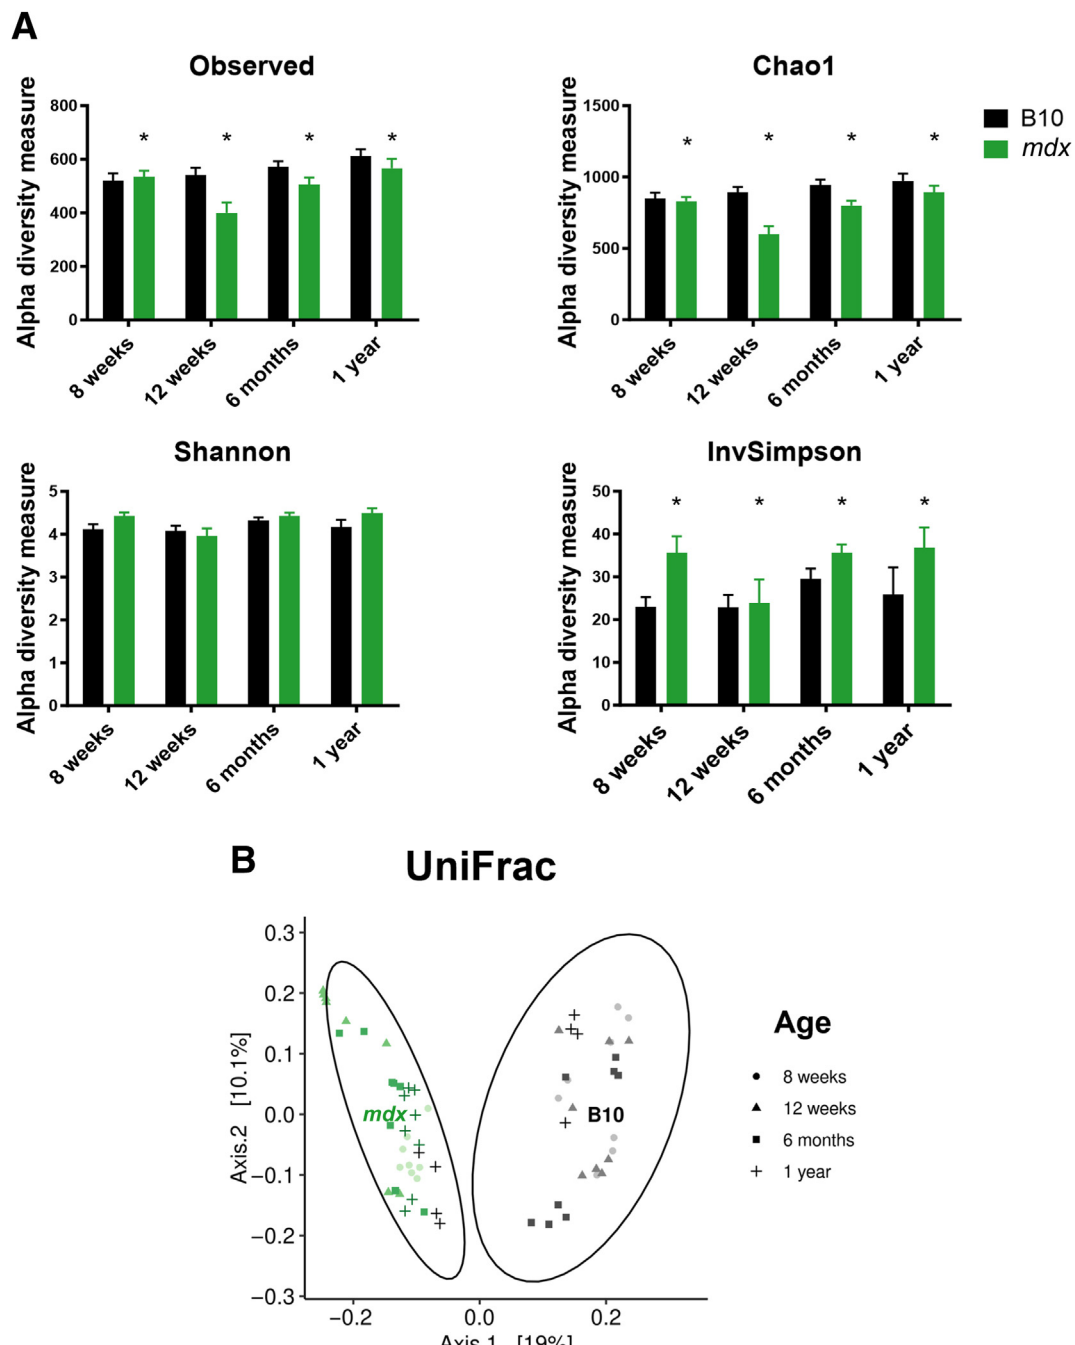 A
Observed
Alpha diversity measure
800
600
400
200
0
* * * *
8 weeks
12 weeks
6 months
1 year
Chao1
Alpha diversity measure
1500
1000
500
0
* * * *
8 weeks
12 weeks
6 months
1 year
B10
mdx
Shannon
Alpha diversity measure
5
4
3
2
1
0
8 weeks
12 weeks
6 months
1 year
InvSimpson
Alpha diversity measure
50
40
30
20
10
0
* * * *
8 weeks
12 weeks
6 months
1 year
B
UniFrac
Axis.2 [10.1%]
0.3
0.2
0.1
0.0
−0.1
−0.2
−0.3
mdx
B10
−0.2 0.0 0.2
Axis.1 [19%]
Age
8 weeks
12 weeks
6 months
1 year